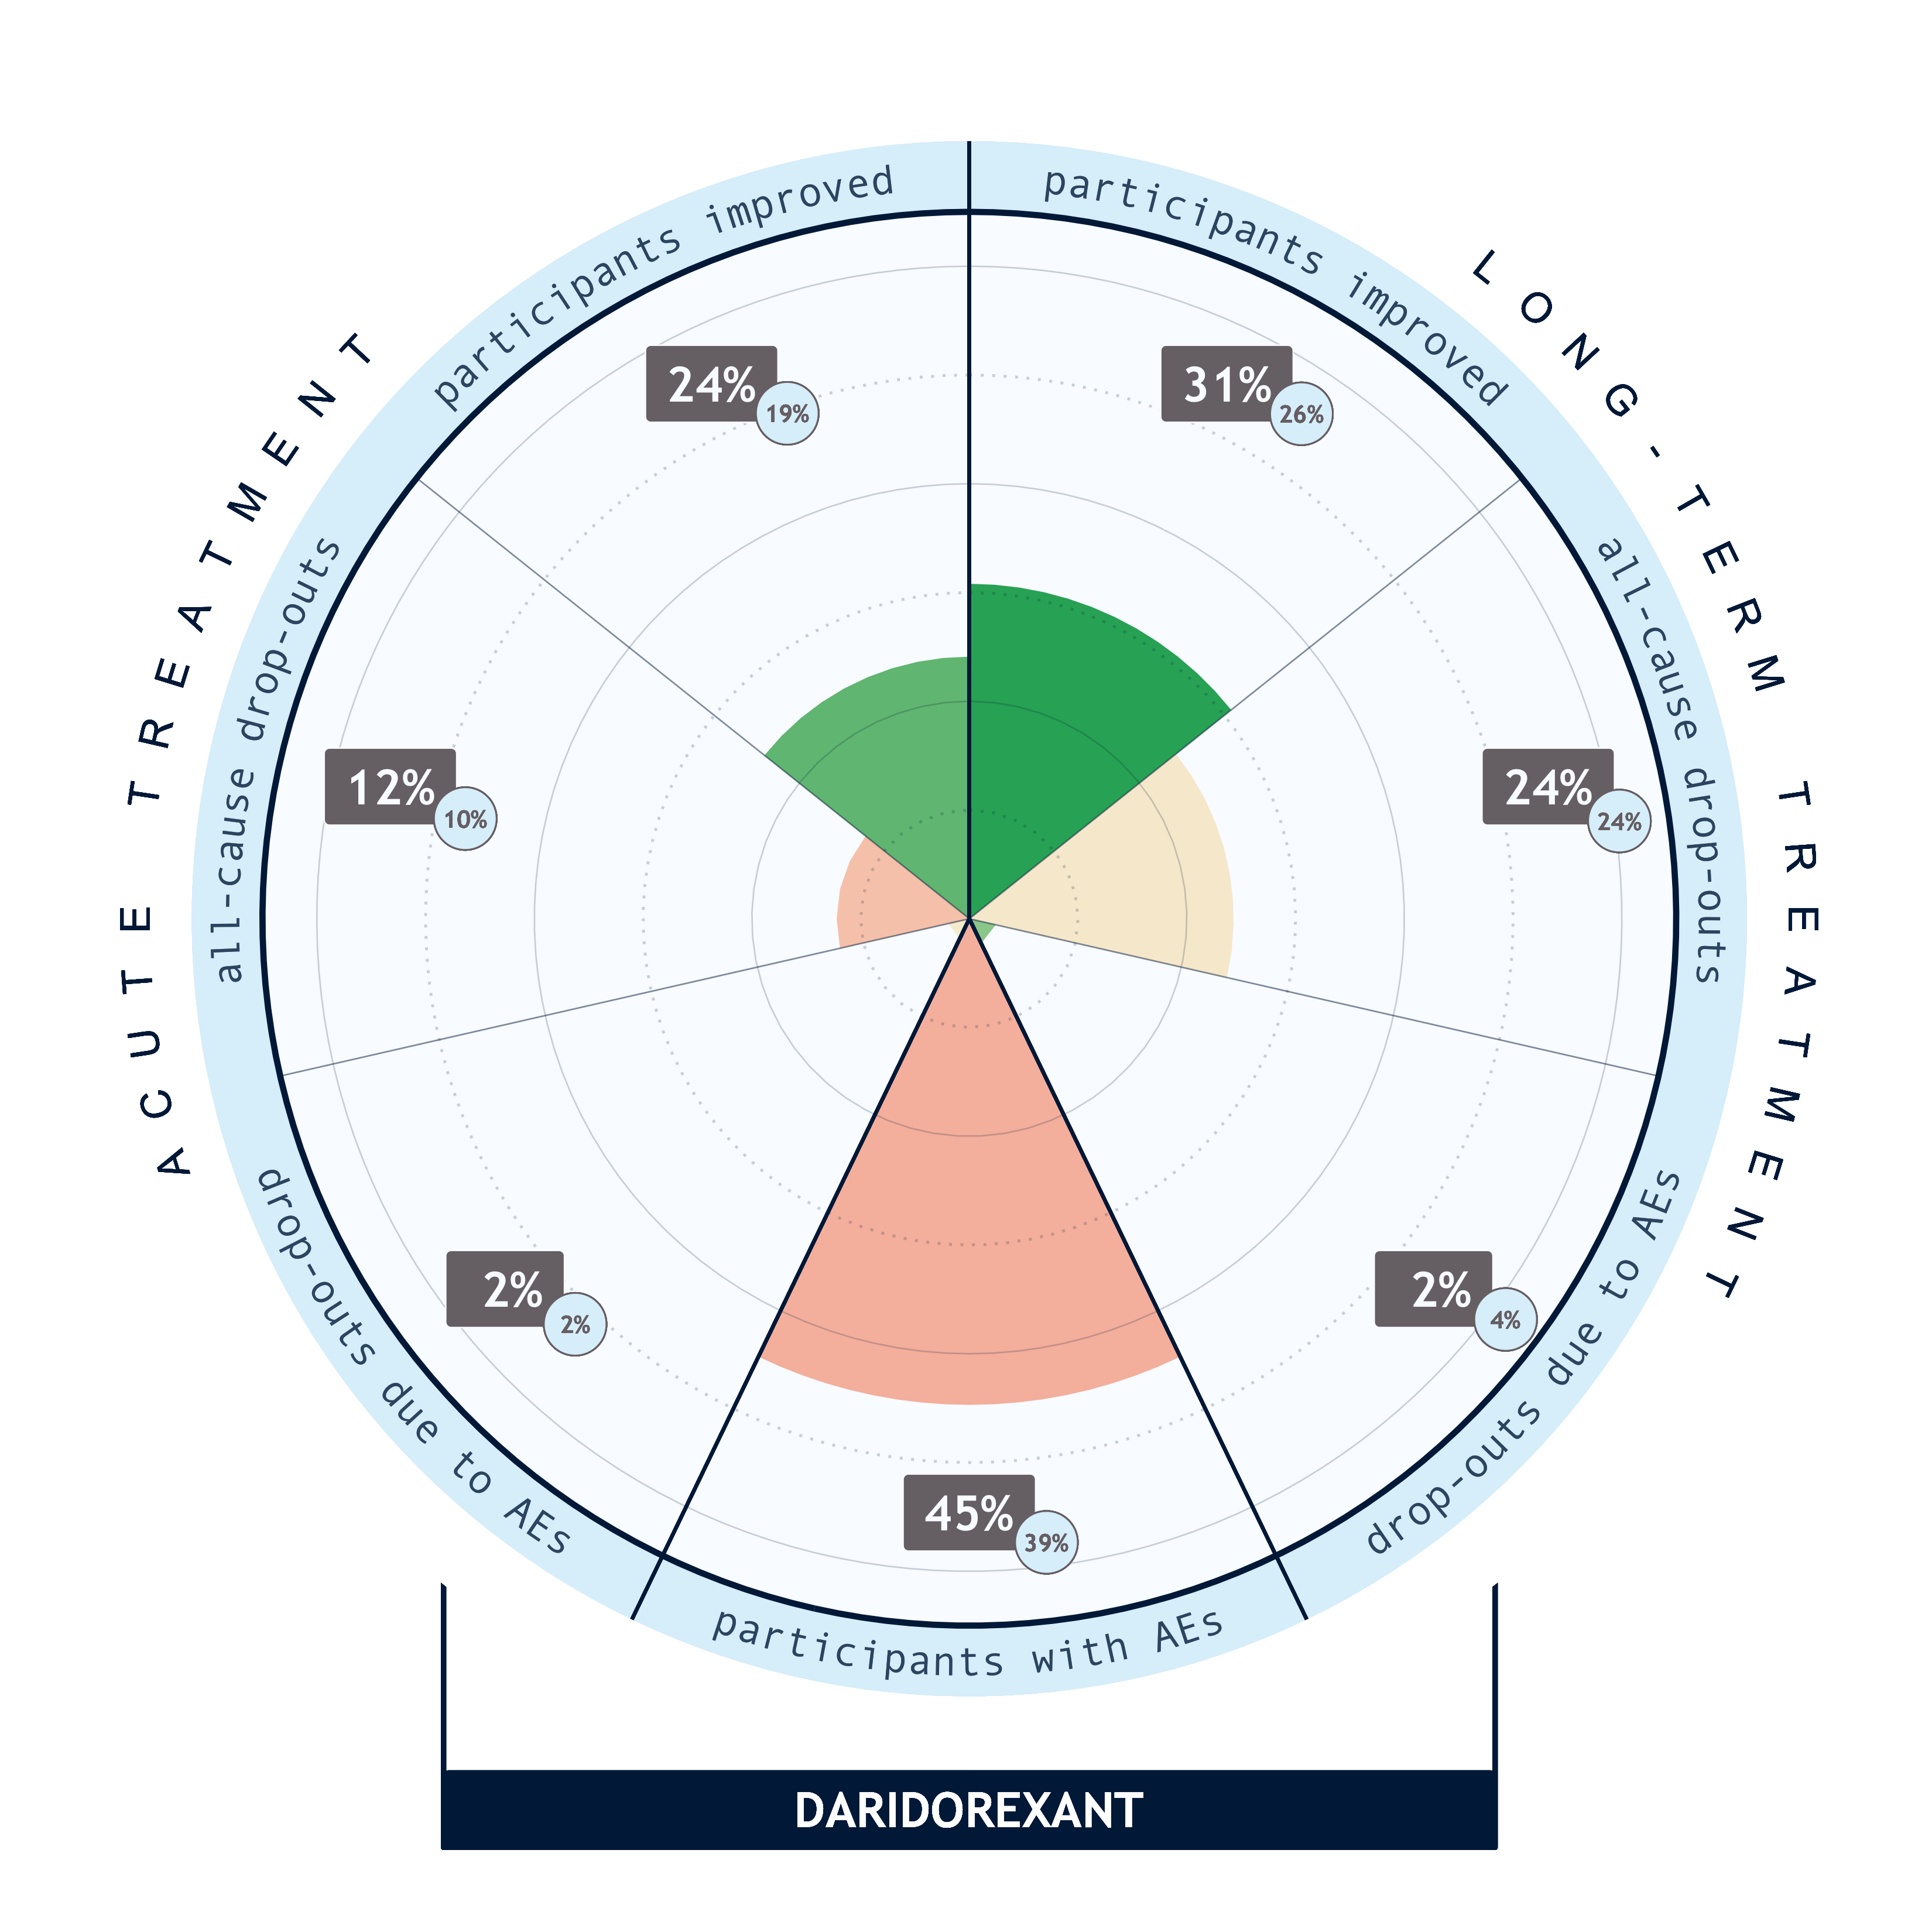 ACUTE TREATMENT
LONG-TERM TREATMENT
participants improved
24%
19%
participants improved
31%
26%
all-cause drop-outs
12%
10%
all-cause drop-outs
24%
24%
drop-outs due to AEs
2%
2%
drop-outs due to AEs
2%
4%
45%
39%
participants with AEs
DARIDOREXANT